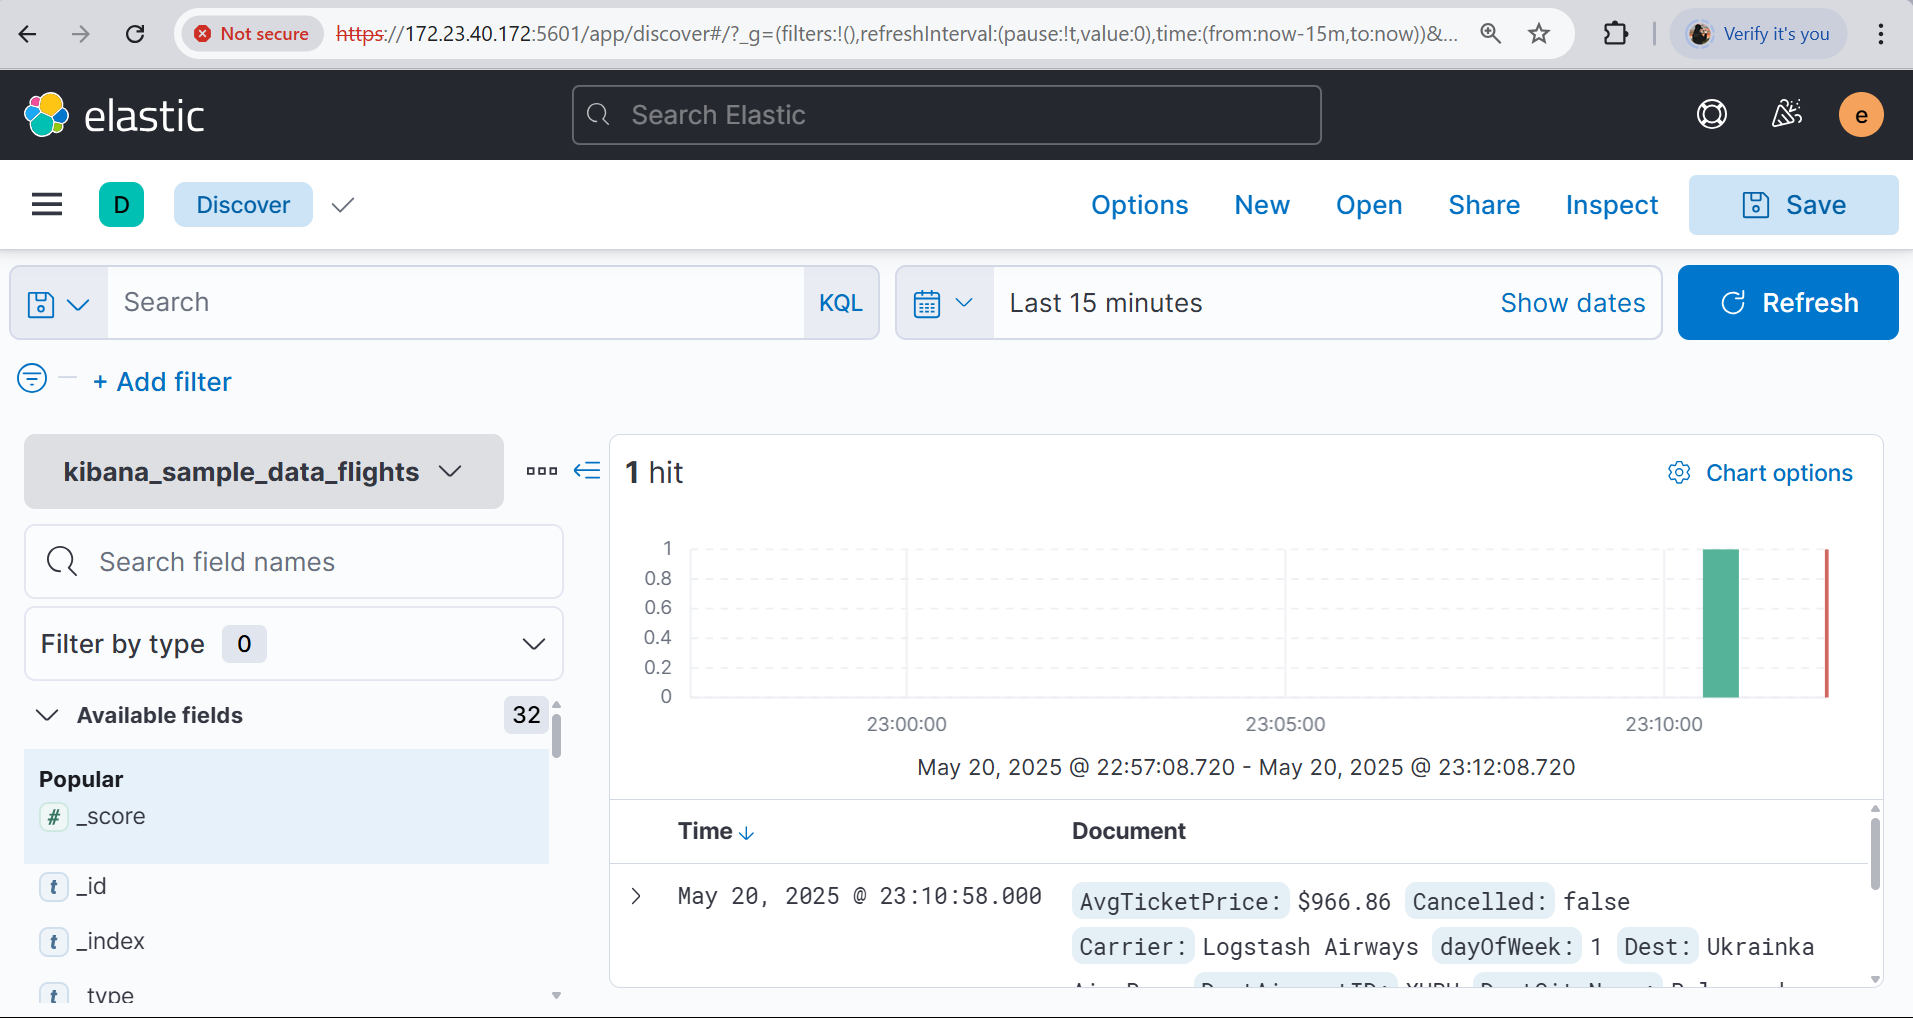 Not secure https://172.23.40.172:5601/app/discover#/?_g=(filters:!(),refreshInterval:(pause:!t,value:0),time:(from:now-15m,to:now))&... Verify it's you
elastic Search Elastic e
D Discover Options New Open Share Inspect Save
Search KQL Last 15 minutes Show dates Refresh
+ Add filter
kibana_sample_data_flights
Search field names
Filter by type 0
Available fields 32
Popular
# _score
t _id
t _index
t _type
1 hit Chart options
1
0.8
0.6
0.4
0.2
0
23:00:00 23:05:00 23:10:00
May 20, 2025 @ 22:57:08.720 - May 20, 2025 @ 23:12:08.720
Time Document
May 20, 2025 @ 23:10:58.000 AvgTicketPrice: $966.86 Cancelled: false
Carrier: Logstash Airways dayOfWeek: 1 Dest: Ukrainka